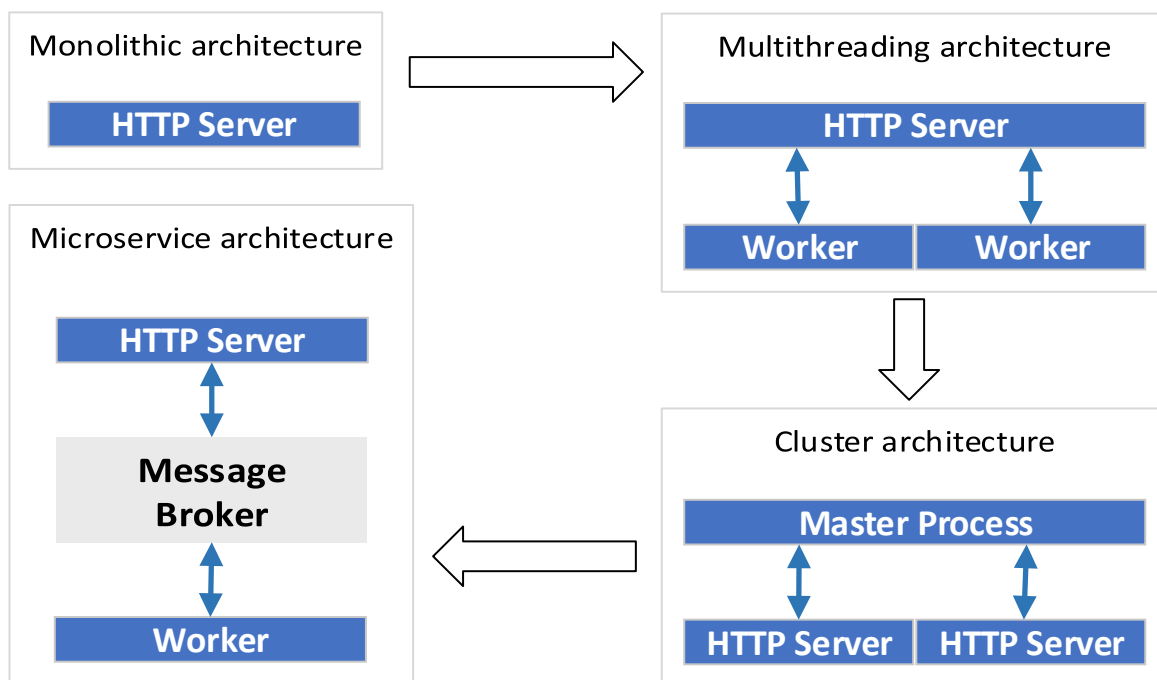 Monolithic architecture
HTTP Server
Multithreading architecture
HTTP Server
Worker
Worker
Cluster architecture
Master Process
HTTP Server
HTTP Server
Microservice architecture
HTTP Server
Message
Broker
Worker